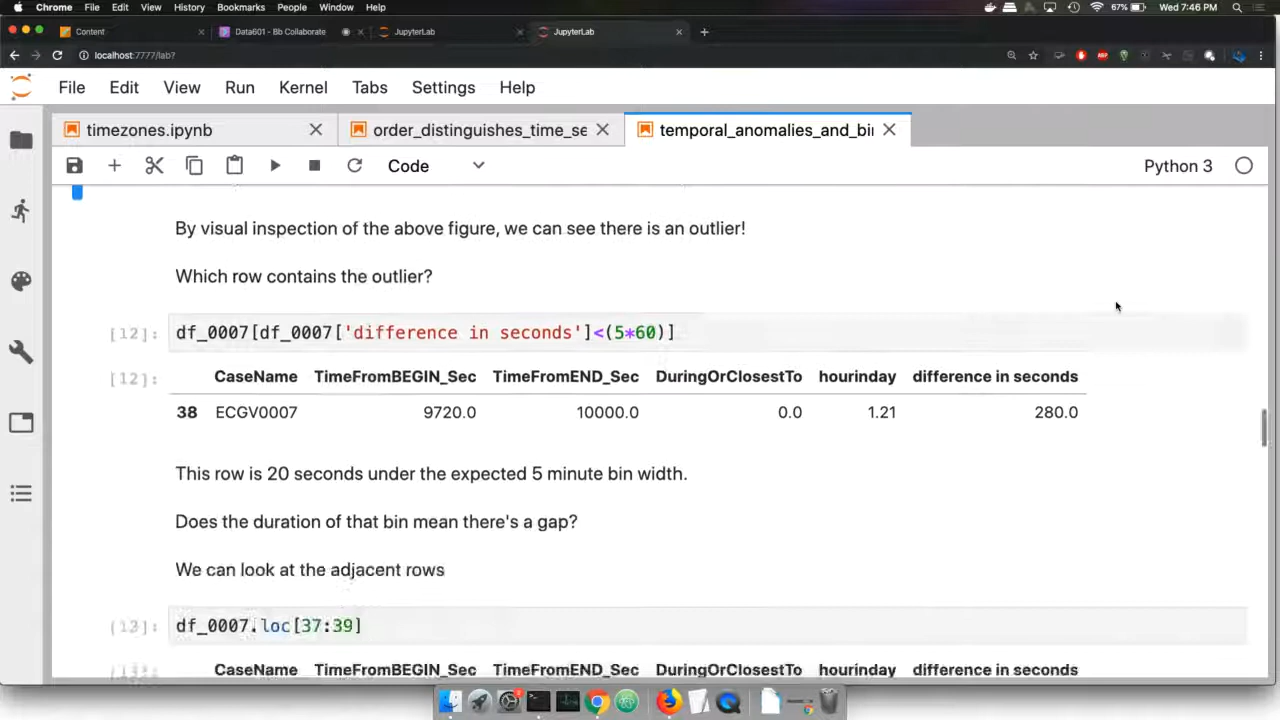 Chrome File Edit View History Bookmarks People Window Help 67% Wed 7:46 PM
Content Data601 - Bb Collaborate JupyterLab JupyterLab
localhost:7777/lab?
File Edit View Run Kernel Tabs Settings Help
timezones.ipynb order_distinguishes_time_se temporal_anomalies_and_bin
Code Python 3
By visual inspection of the above figure, we can see there is an outlier!
Which row contains the outlier?
[12]: df_0007[df_0007['difference in seconds']<(5*60)]
[12]: CaseName TimeFromBEGIN_Sec TimeFromEND_Sec DuringOrClosestTo hourinday difference in seconds
38 ECGV0007 9720.0 10000.0 0.0 1.21 280.0
This row is 20 seconds under the expected 5 minute bin width.
Does the duration of that bin mean there's a gap?
We can look at the adjacent rows
[13]: df_0007.loc[37:39]
[13]: CaseName TimeFromBEGIN_Sec TimeFromEND_Sec DuringOrClosestTo hourinday difference in seconds